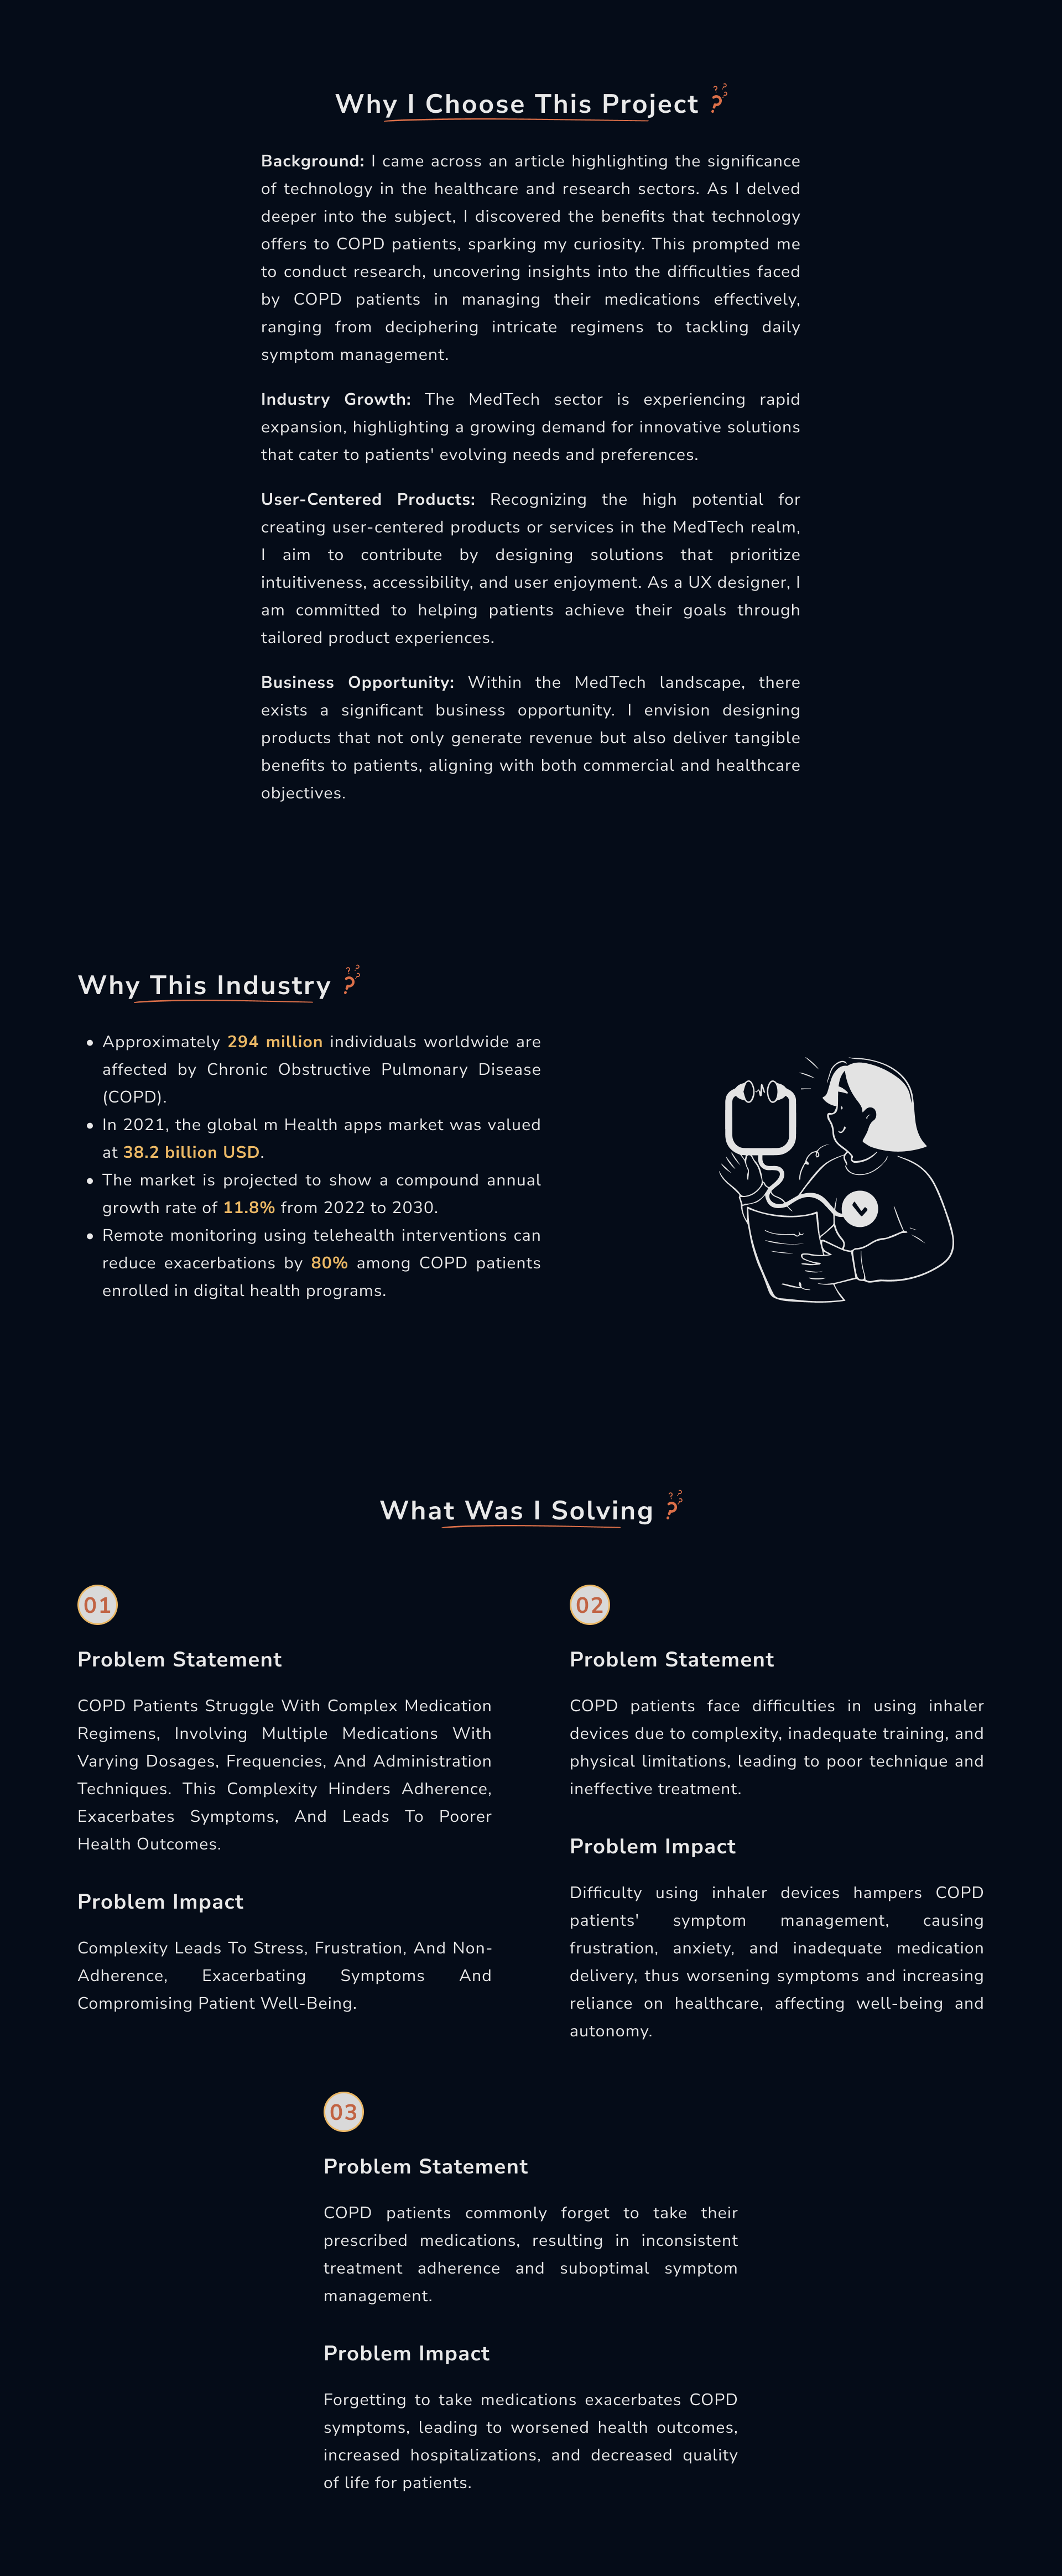 Why I Choose This Project ?
Background: I came across an article highlighting the significance
of technology in the healthcare and research sectors. As I delved
deeper into the subject, I discovered the benefits that technology
offers to COPD patients, sparking my curiosity. This prompted me
to conduct research, uncovering insights into the difficulties faced
by COPD patients in managing their medications effectively,
ranging from deciphering intricate regimens to tackling daily
symptom management.
Industry Growth: The MedTech sector is experiencing rapid
expansion, highlighting a growing demand for innovative solutions
that cater to patients' evolving needs and preferences.
User-Centered Products: Recognizing the high potential for
creating user-centered products or services in the MedTech realm,
I aim to contribute by designing solutions that prioritize
intuitiveness, accessibility, and user enjoyment. As a UX designer, I
am committed to helping patients achieve their goals through
tailored product experiences.
Business Opportunity: Within the MedTech landscape, there
exists a significant business opportunity. I envision designing
products that not only generate revenue but also deliver tangible
benefits to patients, aligning with both commercial and healthcare
objectives.
Why This Industry ?
• Approximately 294 million individuals worldwide are
affected by Chronic Obstructive Pulmonary Disease
(COPD).
• In 2021, the global m Health apps market was valued
at 38.2 billion USD.
• The market is projected to show a compound annual
growth rate of 11.8% from 2022 to 2030.
• Remote monitoring using telehealth interventions can
reduce exacerbations by 80% among COPD patients
enrolled in digital health programs.
What Was I Solving ?
01
Problem Statement
COPD Patients Struggle With Complex Medication
Regimens, Involving Multiple Medications With
Varying Dosages, Frequencies, And Administration
Techniques. This Complexity Hinders Adherence,
Exacerbates Symptoms, And Leads To Poorer
Health Outcomes.
Problem Impact
Complexity Leads To Stress, Frustration, And Non-
Adherence, Exacerbating Symptoms And
Compromising Patient Well-Being.
02
Problem Statement
COPD patients face difficulties in using inhaler
devices due to complexity, inadequate training, and
physical limitations, leading to poor technique and
ineffective treatment.
Problem Impact
Difficulty using inhaler devices hampers COPD
patients' symptom management, causing
frustration, anxiety, and inadequate medication
delivery, thus worsening symptoms and increasing
reliance on healthcare, affecting well-being and
autonomy.
03
Problem Statement
COPD patients commonly forget to take their
prescribed medications, resulting in inconsistent
treatment adherence and suboptimal symptom
management.
Problem Impact
Forgetting to take medications exacerbates COPD
symptoms, leading to worsened health outcomes,
increased hospitalizations, and decreased quality
of life for patients.